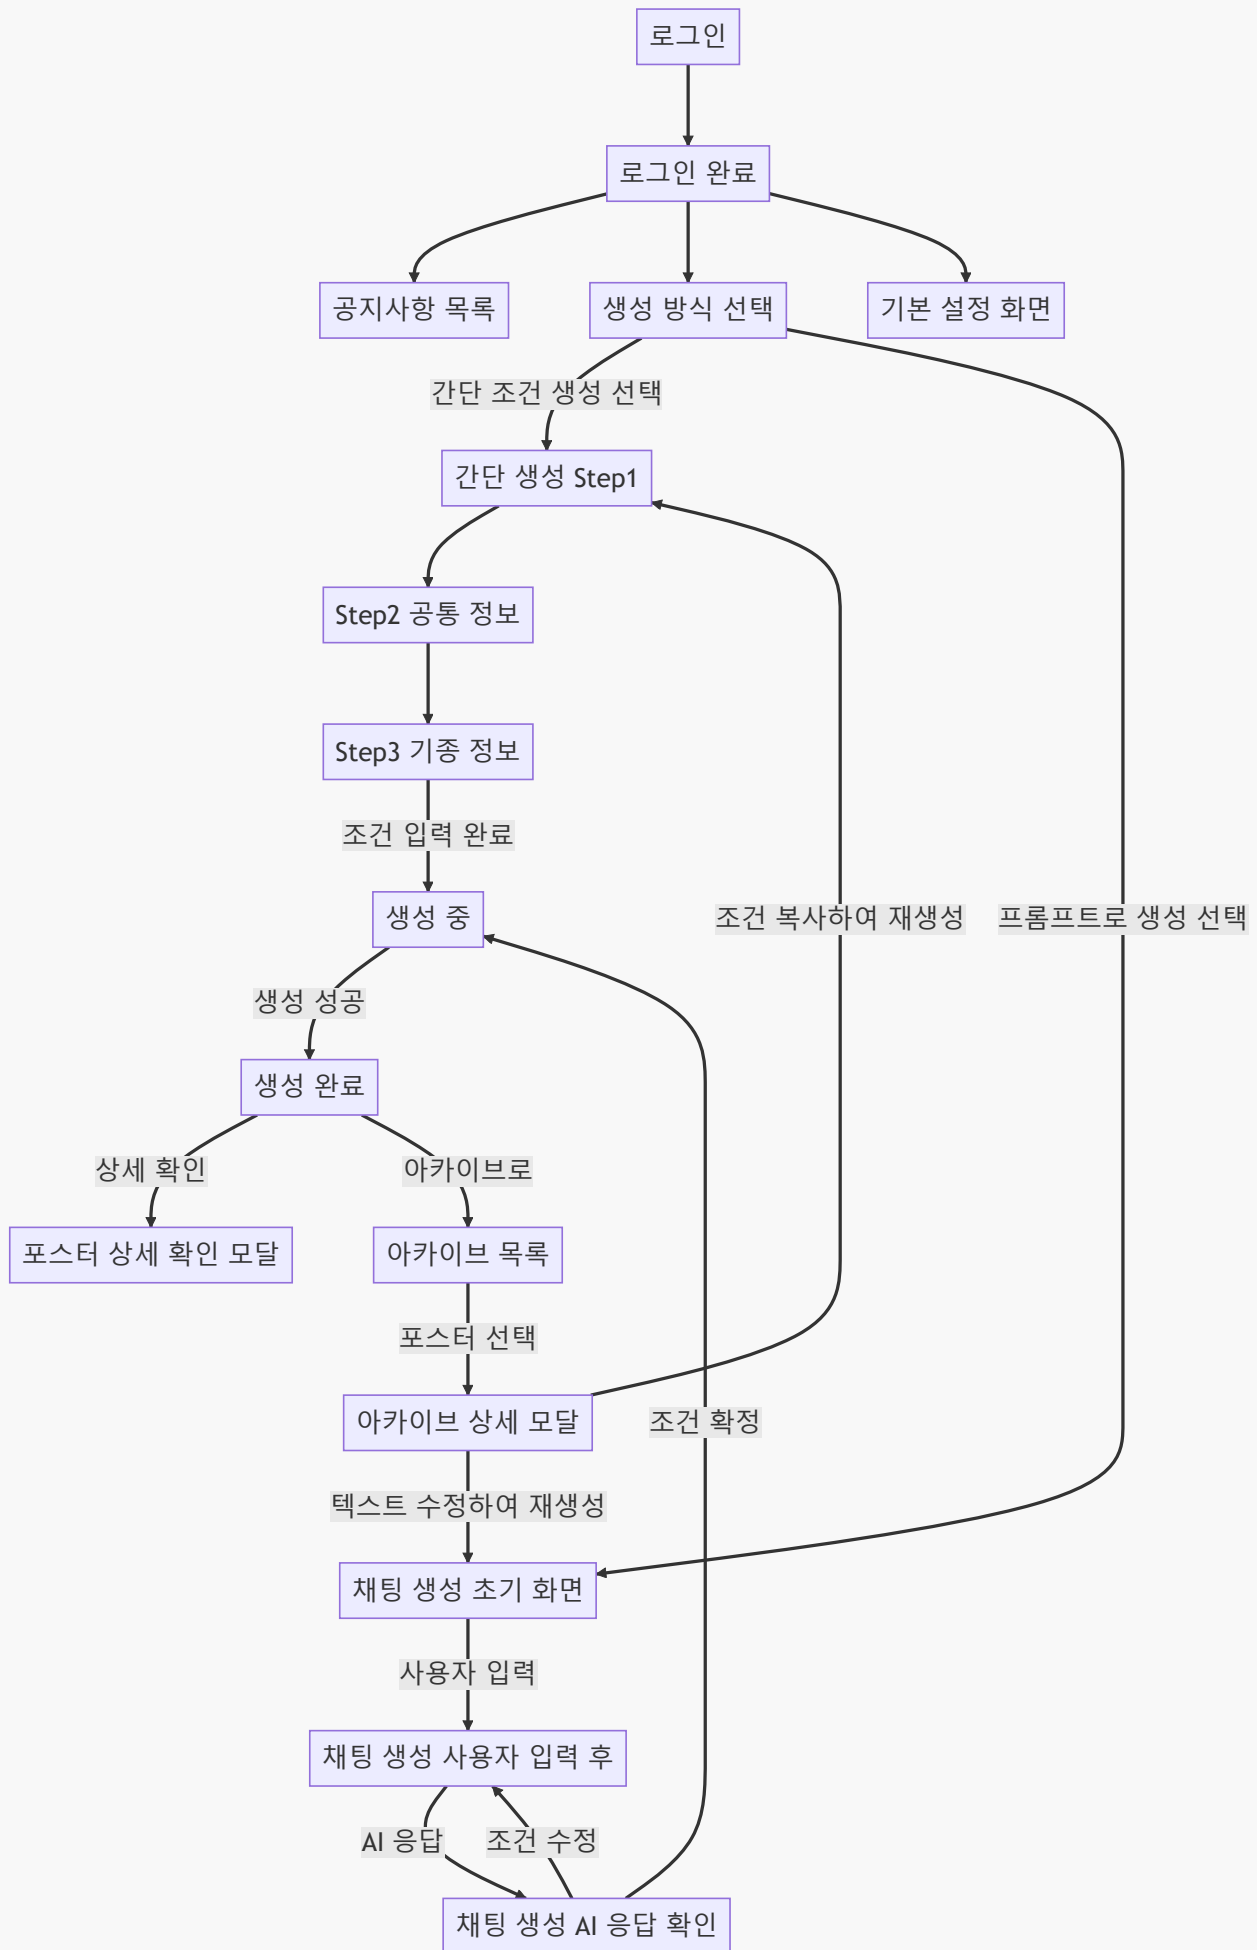 로그인
로그인 완료
공지사항 목록
생성 방식 선택
기본 설정 화면
간단 조건 생성 선택
간단 생성 Step1
Step2 공통 정보
Step3 기종 정보
조건 입력 완료
생성 중
조건 복사하여 재생성
프롬프트로 생성 선택
생성 성공
생성 완료
상세 확인
아카이브로
포스터 상세 확인 모달
아카이브 목록
포스터 선택
아카이브 상세 모달
조건 확정
텍스트 수정하여 재생성
채팅 생성 초기 화면
사용자 입력
채팅 생성 사용자 입력 후
AI 응답
조건 수정
채팅 생성 AI 응답 확인